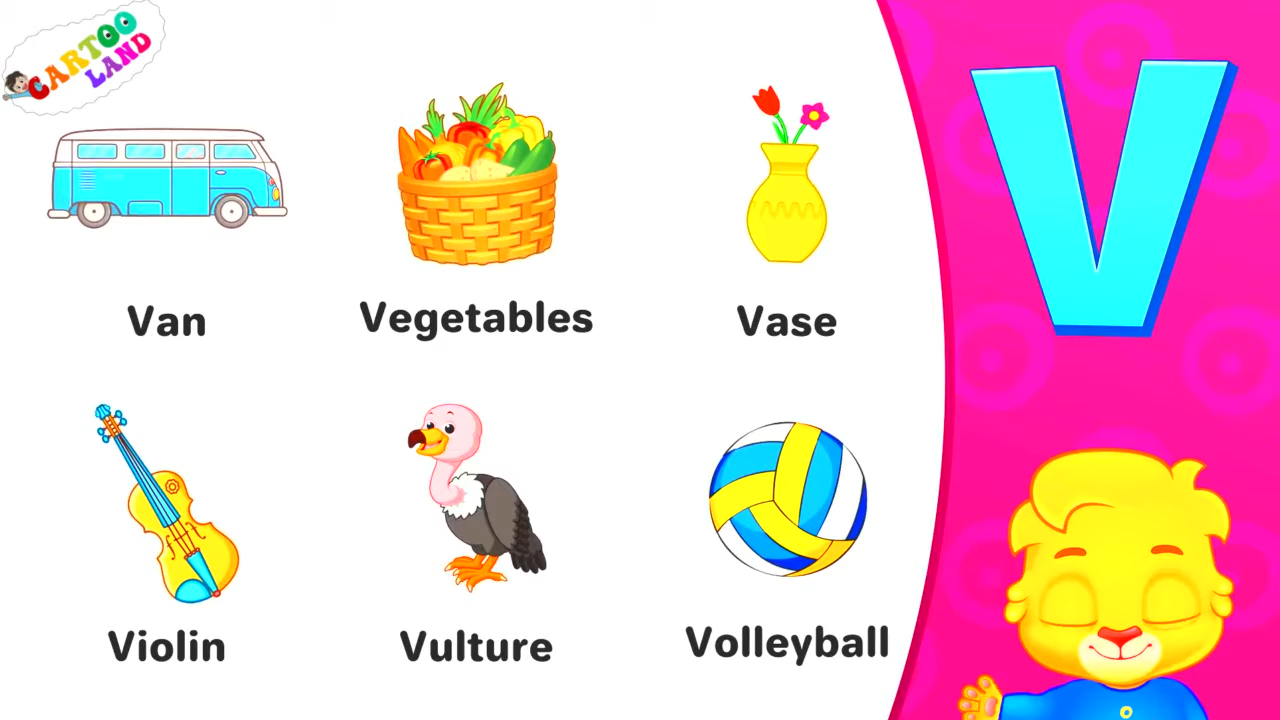 CARTOO
LAND
V
Van
Vegetables
Vase
Violin
Vulture
Volleyball